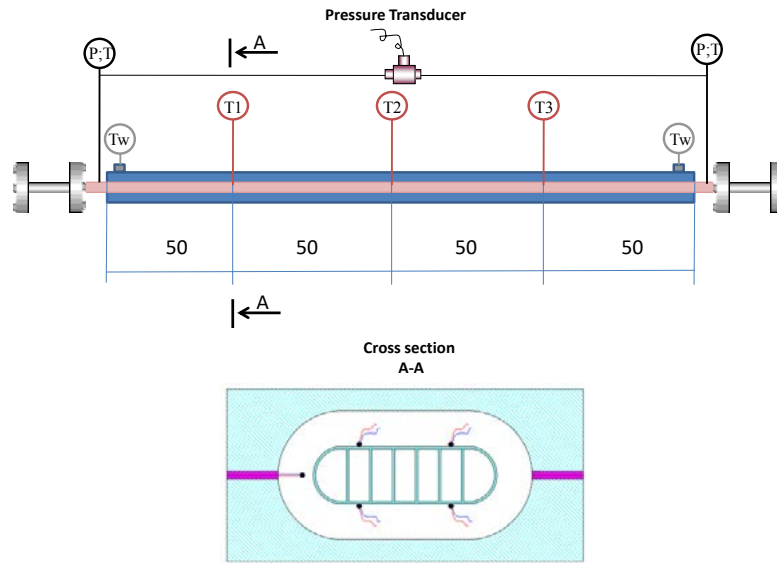 Pressure Transducer
A
P;T
P;T
T1
T2
T3
Tw
Tw
50
50
50
50
A
Cross section
A-A